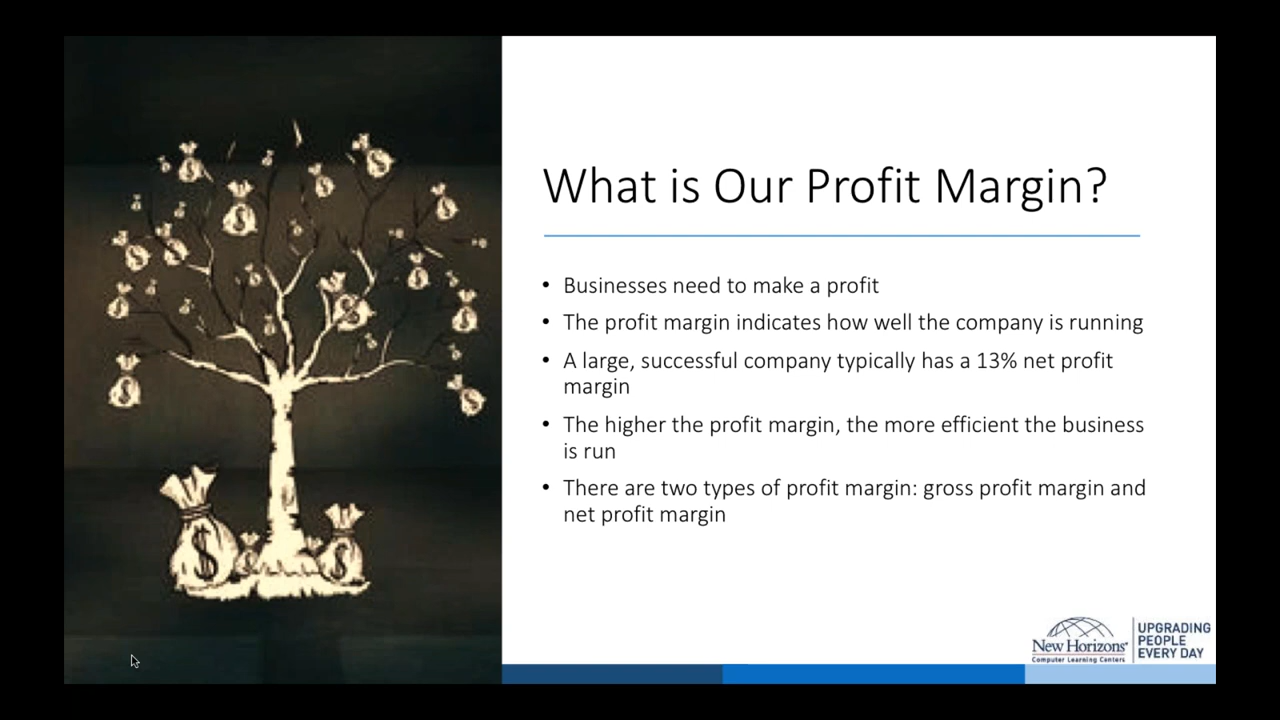 What is Our Profit Margin?
• Businesses need to make a profit
• The profit margin indicates how well the company is running
• A large, successful company typically has a 13% net profit
margin
• The higher the profit margin, the more efficient the business
is run
• There are two types of profit margin: gross profit margin and
net profit margin
$
$
New Horizons®
Computer Learning Centers
UPGRADING
PEOPLE
EVERY DAY